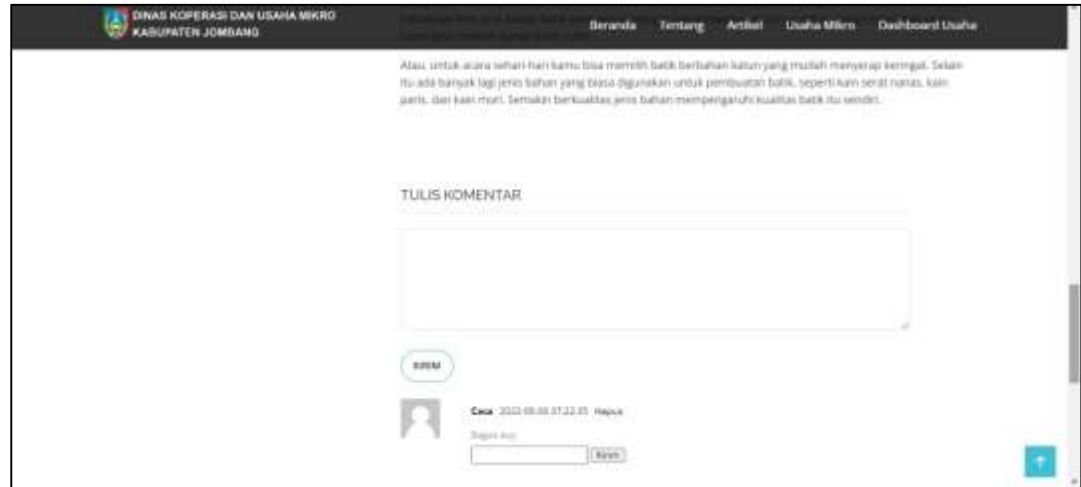 DINAS KOPERASI DAN USAHA MIKRO
KABUPATEN JOMBANG
Beranda Tentang Artikel Usaha Mikro Dashboard Usaha
Atau, untuk acara sehari-hari kamu bisa memilih batik berbahan katun yang mudah menyerap keringat. Selain
itu ada banyak lagi jenis bahan yang biasa digunakan untuk pembuatan batik, seperti kain serat nanas, kain
paris, dan kain mori. Semakin berkualitas jenis bahan mempengaruhi kualitas batik itu sendiri.
TULIS KOMENTAR
KIRIM
Caca Hapus
Bagus
Kirim